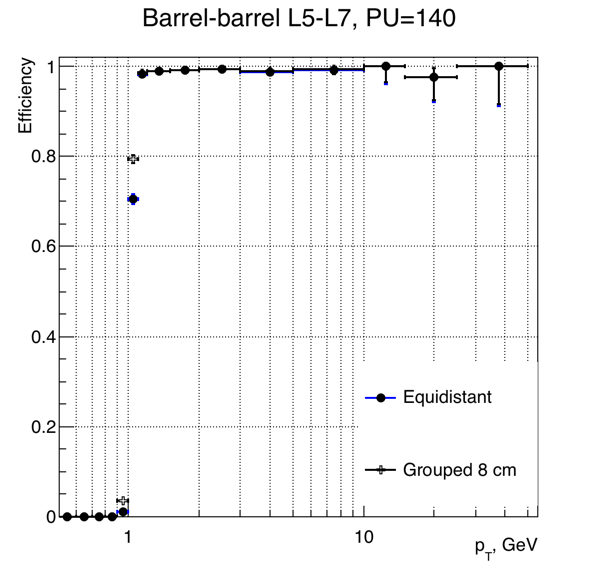 Barrel-barrel L5-L7, PU=140
Efficiency
1
0.8
0.6
0.4
0.2
0
Equidistant
Grouped 8 cm
1
10
pT, GeV